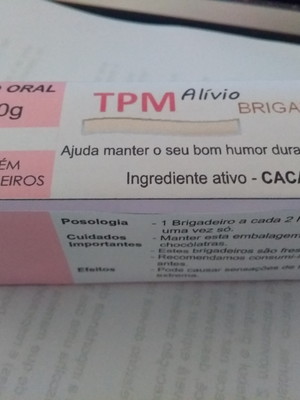 ORAL
0g
TPM Alívio
BRIGA
Ajuda manter o seu bom humor dura
ÉM
EIROS
Ingrediente ativo - CACA
Posologia - 1 Brigadeiro a cada 2
uma vez só.
Cuidados - Manter esta embalagem
Importantes chocólatras.
- Estes brigadeiros são fres
- Recomendamos consumi-
antes.
Efeitos - Pode causar sensações de
extrema